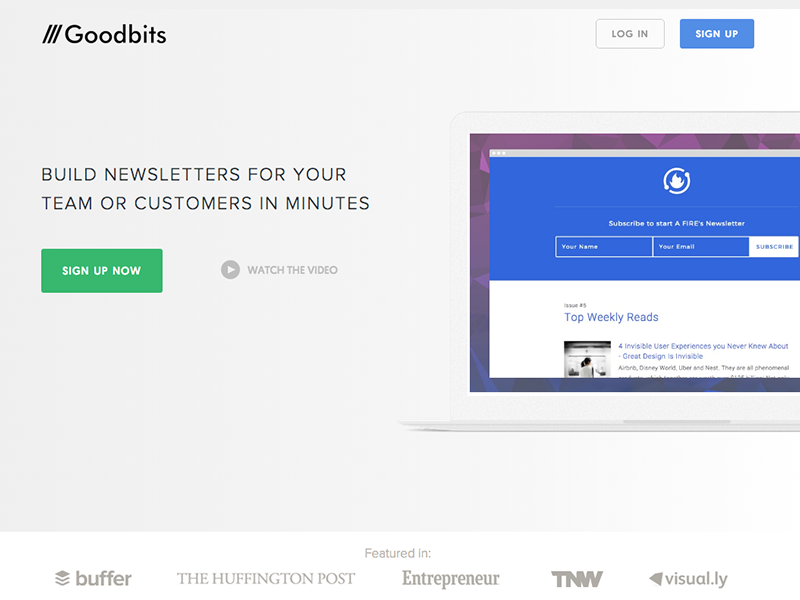 Goodbits
LOG IN
SIGN UP
BUILD NEWSLETTERS FOR YOUR
TEAM OR CUSTOMERS IN MINUTES
SIGN UP NOW
WATCH THE VIDEO
Subscribe to start A FIRE's Newsletter
Your Name
Your Email
SUBSCRIBE
Issue #5
Top Weekly Reads
4 Invisible User Experiences you Never Knew About
- Great Design is Invisible
Airbnb, Disney World, Uber and Nest. They are all phenomenal
Featured in:
buffer
THE HUFFINGTON POST
Entrepreneur
TNW
visual.ly